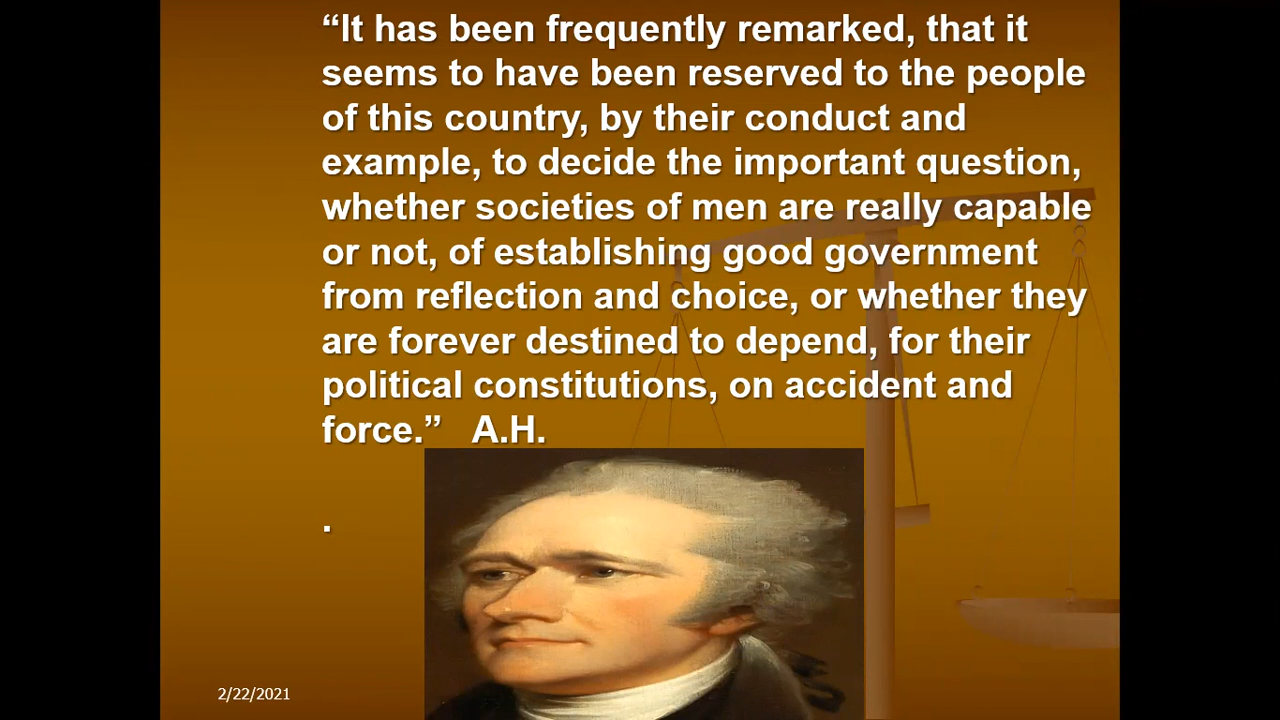 “It has been frequently remarked, that it
seems to have been reserved to the people
of this country, by their conduct and
example, to decide the important question,
whether societies of men are really capable
or not, of establishing good government
from reflection and choice, or whether they
are forever destined to depend, for their
political constitutions, on accident and
force.”   A.H.
.
2/22/2021